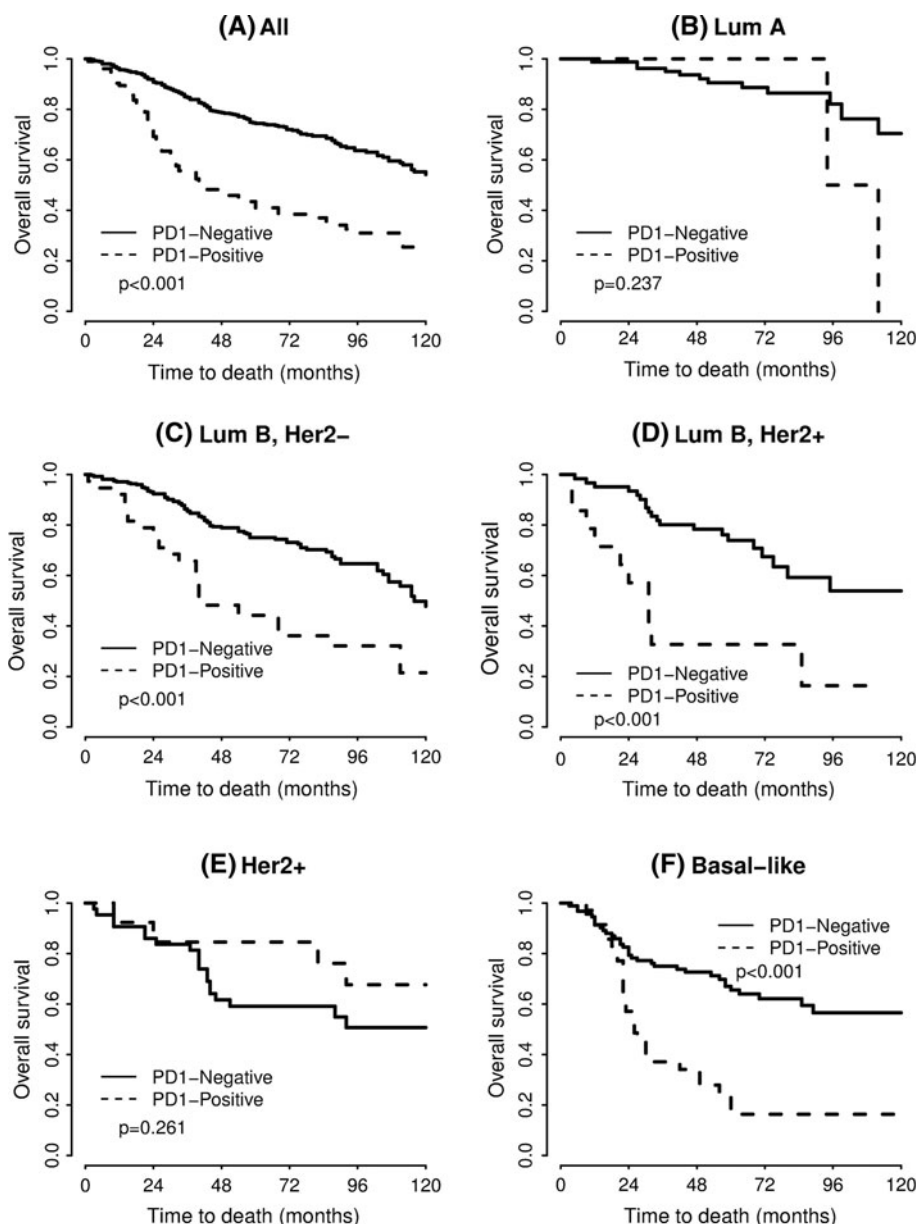 (A) All
Overall survival
1.0
0.8
0.6
0.4
0.2
0.0
PD1-Negative
PD1-Positive
p<0.001
0 24 48 72 96 120
Time to death (months)
(B) Lum A
Overall survival
1.0
0.8
0.6
0.4
0.2
0.0
PD1-Negative
PD1-Positive
p=0.237
0 24 48 72 96 120
Time to death (months)
(C) Lum B, Her2-
Overall survival
1.0
0.8
0.6
0.4
0.2
0.0
PD1-Negative
PD1-Positive
p<0.001
0 24 48 72 96 120
Time to death (months)
(D) Lum B, Her2+
Overall survival
1.0
0.8
0.6
0.4
0.2
0.0
PD1-Negative
PD1-Positive
p<0.001
0 24 48 72 96 120
Time to death (months)
(E) Her2+
Overall survival
1.0
0.8
0.6
0.4
0.2
0.0
PD1-Negative
PD1-Positive
p=0.261
0 24 48 72 96 120
Time to death (months)
(F) Basal-like
Overall survival
1.0
0.8
0.6
0.4
0.2
0.0
PD1-Negative
PD1-Positive
p<0.001
0 24 48 72 96 120
Time to death (months)